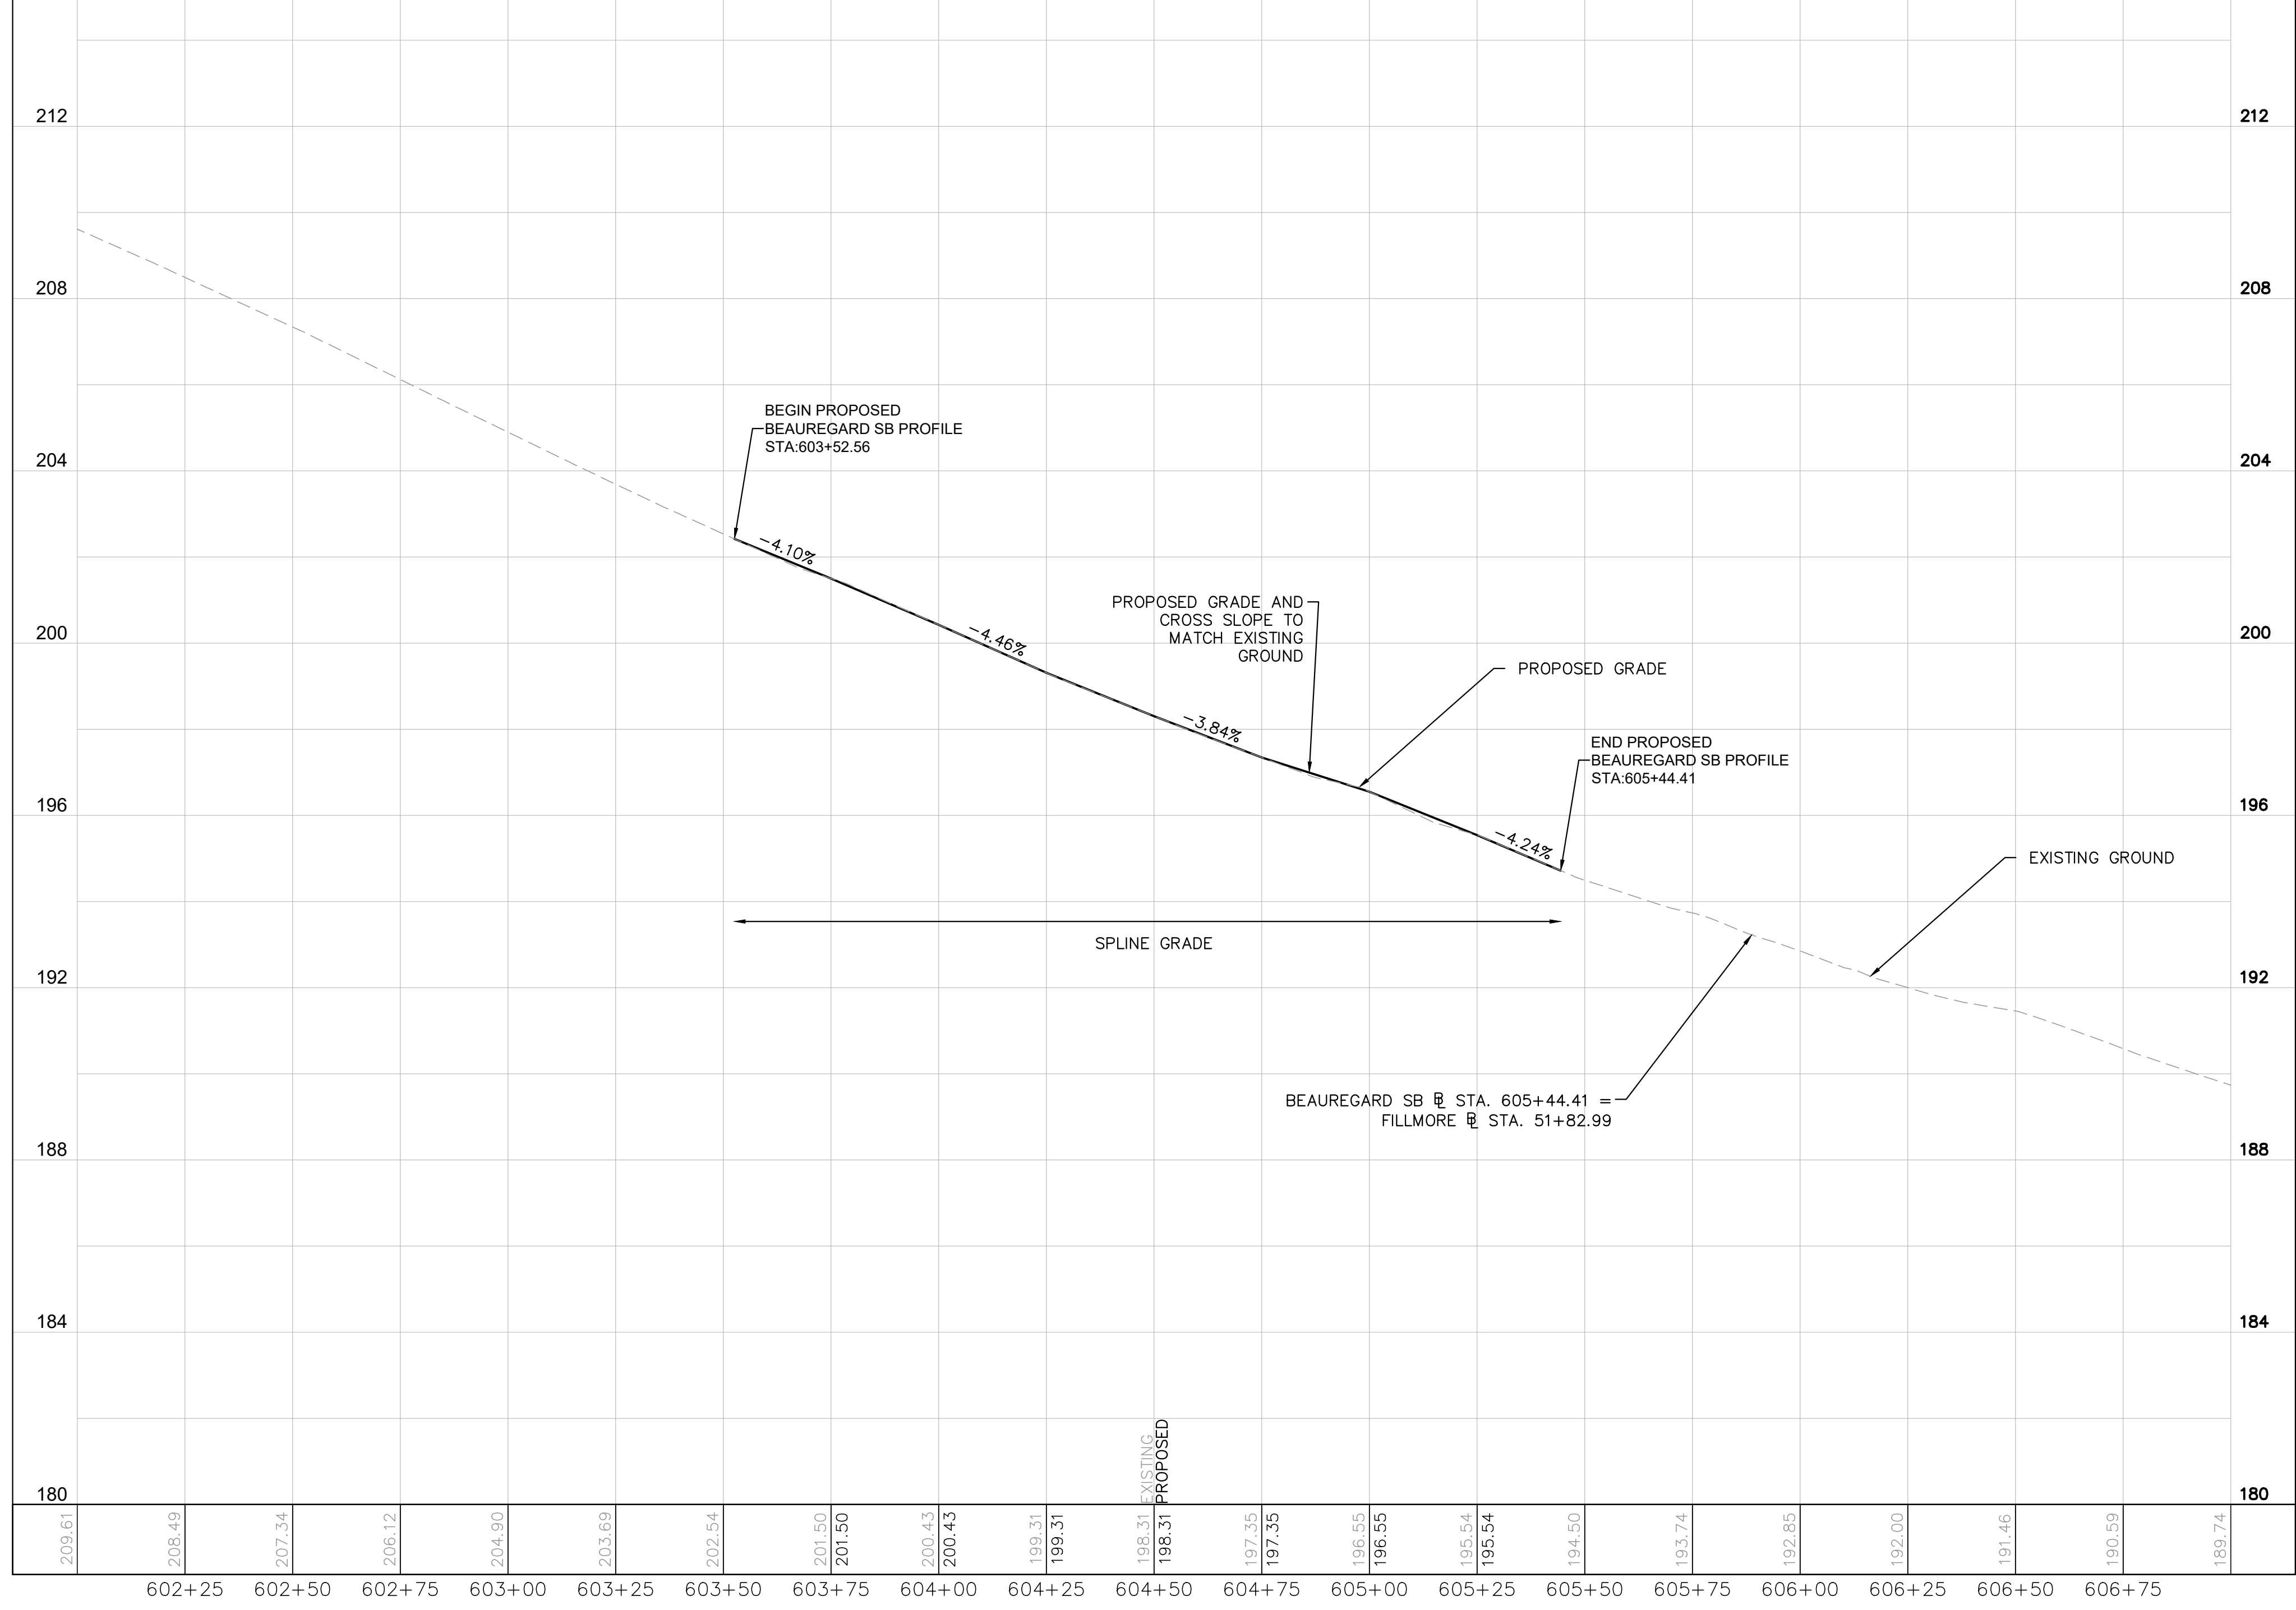 212
212
208
208
BEGIN PROPOSED
BEAUREGARD SB PROFILE
STA:603+52.56
204
204
-4.10%
PROPOSED GRADE AND
CROSS SLOPE TO
MATCH EXISTING
GROUND
200
200
-4.46%
PROPOSED GRADE
-3.84%
END PROPOSED
BEAUREGARD SB PROFILE
STA:605+44.41
196
196
-4.24%
EXISTING GROUND
SPLINE GRADE
192
192
BEAUREGARD SB BL STA. 605+44.41 =
FILLMORE BL STA. 51+82.99
188
188
184
184
EXISTING
PROPOSED
180
180
209.61
208.49
207.34
206.12
204.90
203.69
202.54
201.50
201.50
200.43
200.43
199.31
199.31
198.31
198.31
197.35
197.35
196.55
196.55
195.54
195.54
194.50
193.74
192.85
192.00
191.46
190.59
189.74
602+25 602+50 602+75 603+00 603+25 603+50 603+75 604+00 604+25 604+50 604+75 605+00 605+25 605+50 605+75 606+00 606+25 606+50 606+75